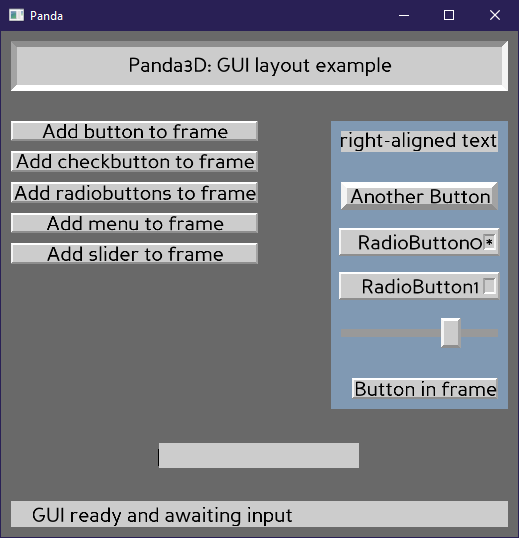 Panda
Panda3D: GUI layout example
Add button to frame
Add checkbutton to frame
Add radiobuttons to frame
Add menu to frame
Add slider to frame
right-aligned text
Another Button
RadioButton0 *
RadioButton1
Button in frame
GUI ready and awaiting input